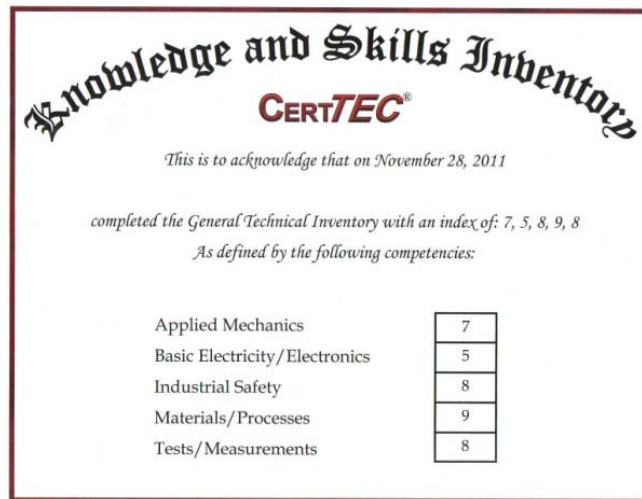 Knowledge and Skills Inventory
CERTTEC®
This is to acknowledge that on November 28, 2011
completed the General Technical Inventory with an index of: 7, 5, 8, 9, 8
As defined by the following competencies:
Applied Mechanics 7
Basic Electricity/Electronics 5
Industrial Safety 8
Materials/Processes 9
Tests/Measurements 8